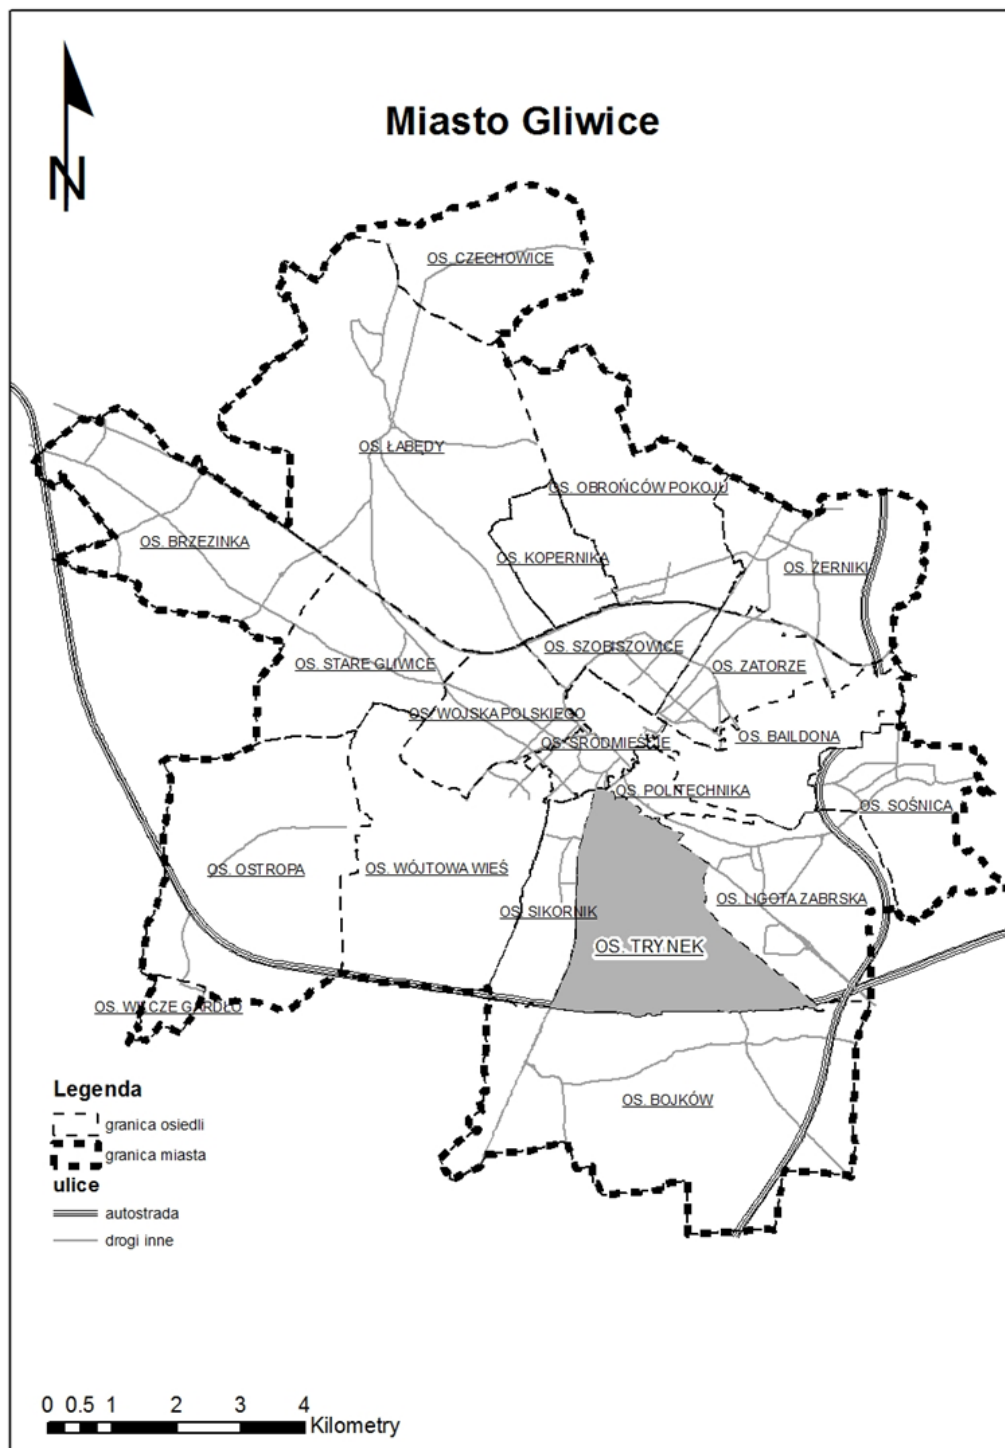 Miasto Gliwice
N
OS. CZECHOWICE
OS. ŁABĘDY
OS. OBROŃCÓW POKOJU
OS. BRZEZINKA
OS. KOPERNIKA
OS. ŻERNIKI
OS. SZOBISZOWICE
OS. STARE GLIWICE
OS. ZATORZE
OS. WOJSKA POLSKIEGO
OS. BAILDONA
OS. ŚRÓDMIEŚCIE
OS. POLITECHNIKA
OS. SOŚNICA
OS. OSTROPA
OS. WÓJTOWA WIEŚ
OS. LIGOTA ZABRSKA
OS. SIKORNIK
OS. TRYNEK
OS. WILCZE GARDŁO
OS. BOJKÓW
Legenda
granica osiedli
granica miasta
ulice
autostrada
drogi inne
0 0.5 1 2 3 4
Kilometry